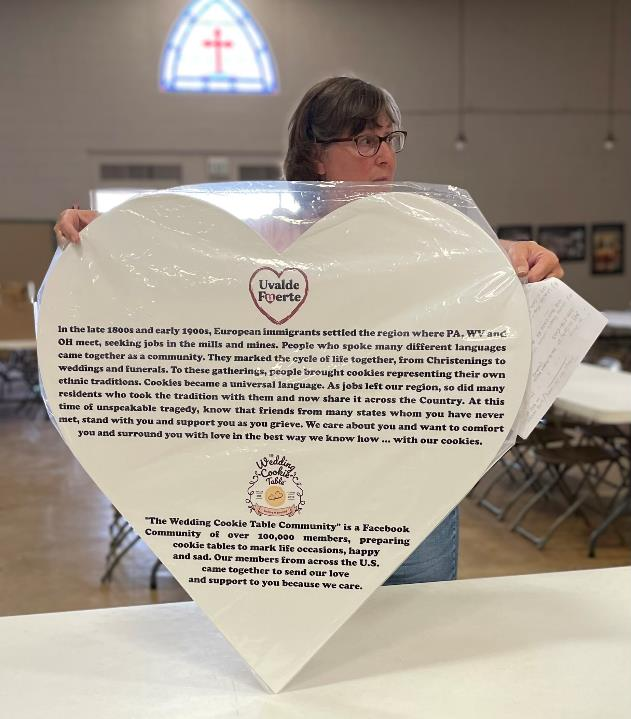 Uvalde
Fuerte
In the late 1800s and early 1900s, European immigrants settled the region where PA, WV and
OH meet, seeking jobs in the mills and mines. People who spoke many different languages
came together as a community. They marked the cycle of life together, from Christenings to
weddings and funerals. To these gatherings, people brought cookies representing their own
ethnic traditions. Cookies became a universal language. As jobs left our region, so did many
residents who took the tradition with them and now share it across the Country. At this
time of unspeakable tragedy, know that friends from many states whom you have never
met, stand with you and support you as you grieve. We care about you and want to comfort
you and surround you with love in the best way we know how ... with our cookies.
The
Wedding
Cookie
Table
"The Wedding Cookie Table Community" is a Facebook
Community of over 100,000 members, preparing
cookie tables to mark life occasions, happy
and sad. Our members from across the U.S.
came together to send our love
and support to you because we care.